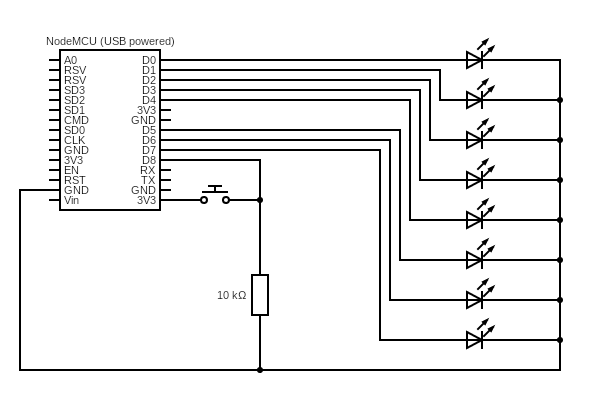 NodeMCU (USB powered)
A0 D0
RSV D1
RSV D2
SD3 D3
SD2 D4
SD1 3V3
CMD GND
SD0 D5
CLK D6
GND D7
3V3 D8
EN RX
RST TX
GND GND
Vin 3V3
10 kΩ